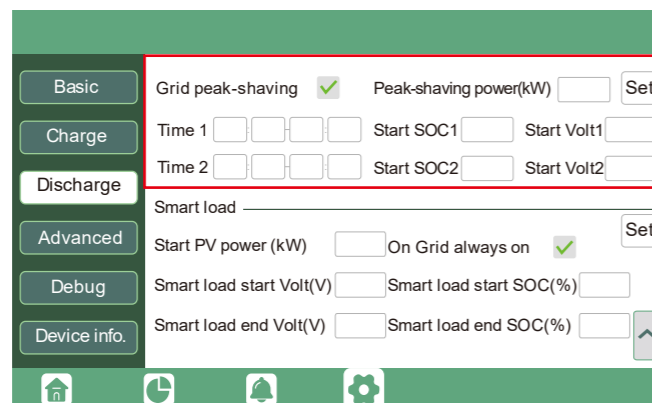 Basic
Charge
Discharge
Advanced
Debug
Device info.
Grid peak-shaving Peak-shaving power(kW) Set
Time 1 Start SOC1 Start Volt1
Time 2 Start SOC2 Start Volt2
Smart load
Set
Start PV power (kW) On Grid always on
Smart load start Volt(V) Smart load start SOC(%)
Smart load end Volt(V) Smart load end SOC(%)